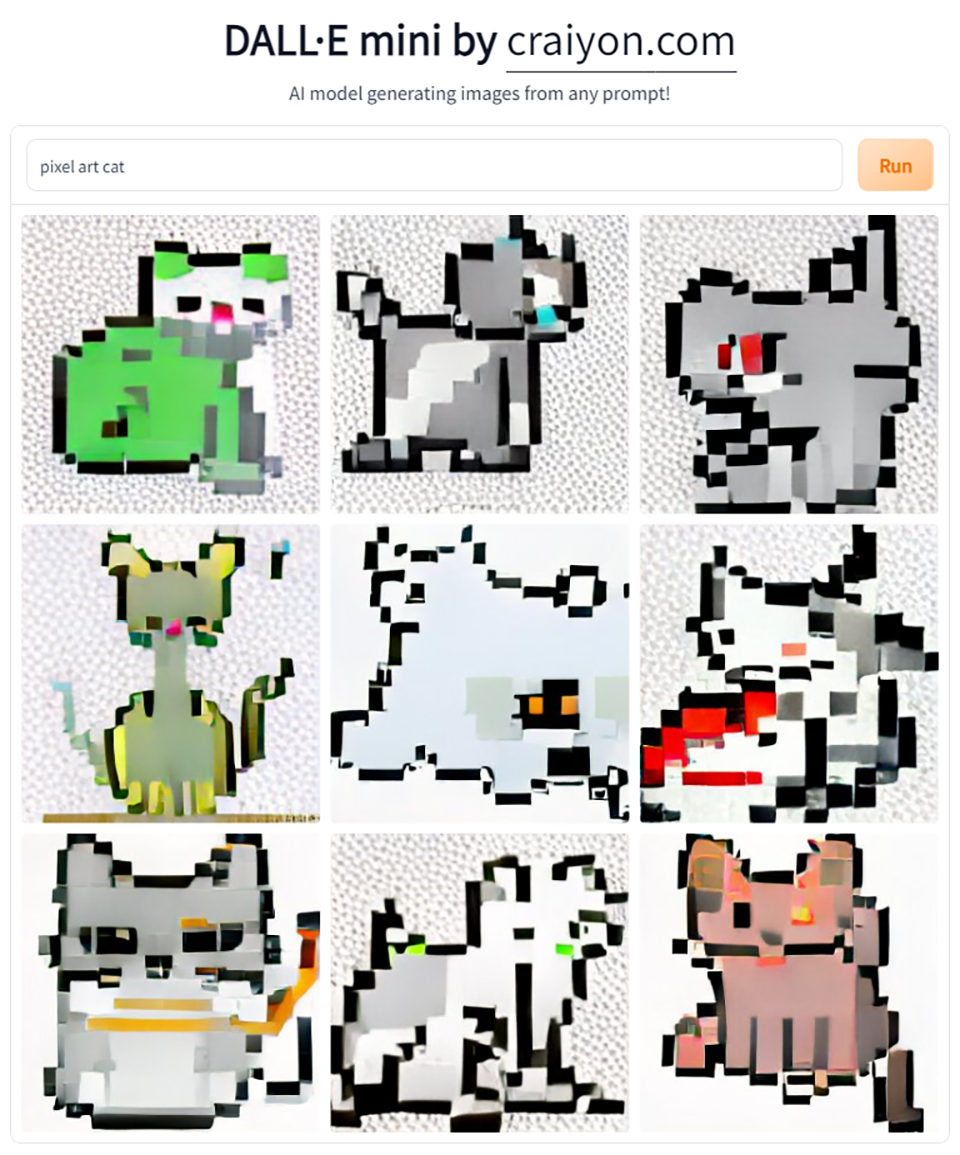 DALL·E mini by craiyon.com
AI model generating images from any prompt!
pixel art cat
Run